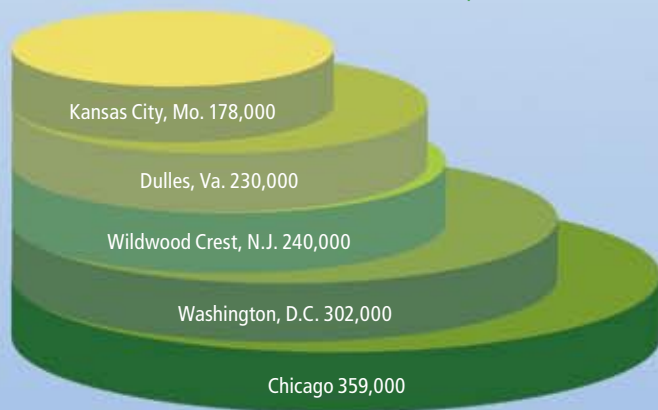 Kansas City, Mo. 178,000
Dulles, Va. 230,000
Wildwood Crest, N.J. 240,000
Washington, D.C. 302,000
Chicago 359,000